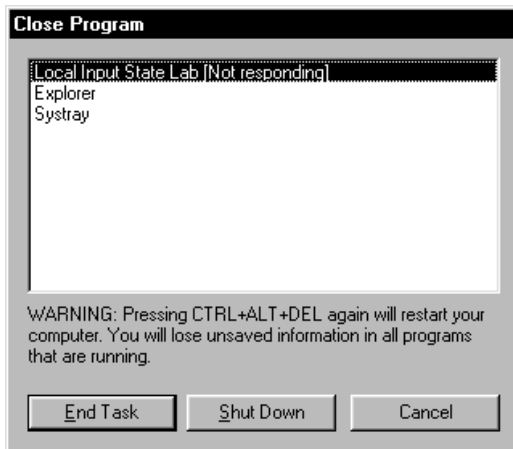 Close Program
Local Input State Lab [Not responding]
Explorer
Systray
WARNING: Pressing CTRL+ALT+DEL again will restart your
computer. You will lose unsaved information in all programs
that are running.
End Task
Shut Down
Cancel